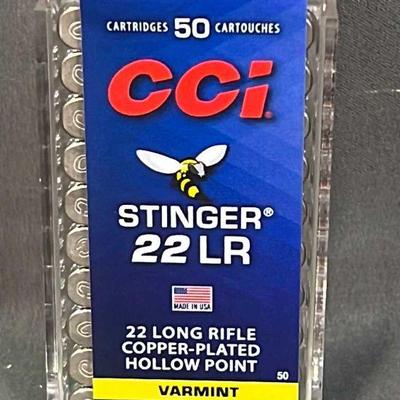 CARTRIDGES 50 CARTOUCHES
CCI
STINGER®
22 LR
MADE IN USA
22 LONG RIFLE
COPPER-PLATED
HOLLOW POINT
50
VARMINT